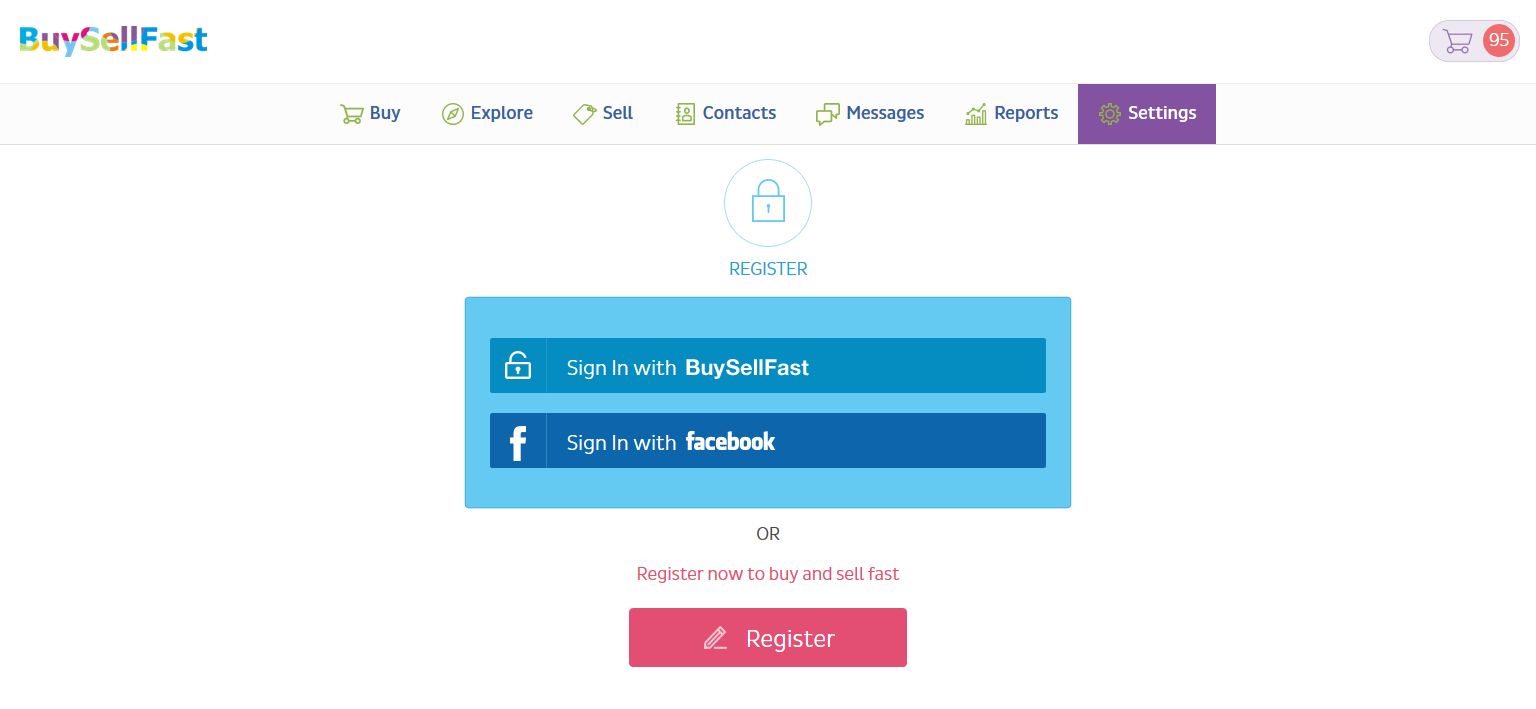 BuySellFast
95
Buy Explore Sell Contacts Messages Reports Settings
REGISTER
Sign In with BuySellFast
Sign In with facebook
OR
Register now to buy and sell fast
Register